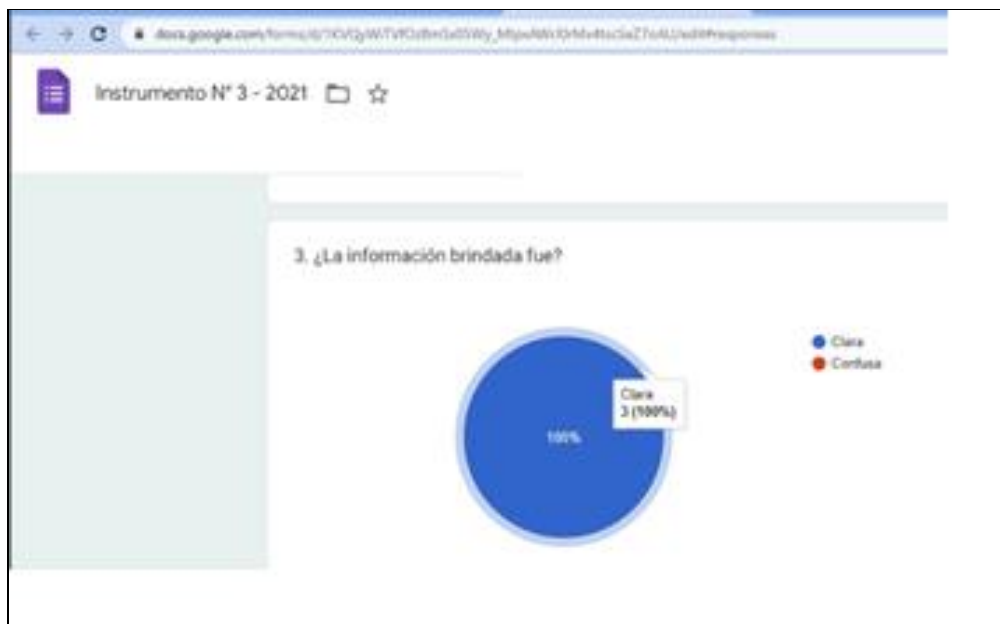 Instrumento N° 3 - 2021
3. ¿La información brindada fue?
Clara
Confusa
Clara
3 (100%)
100%